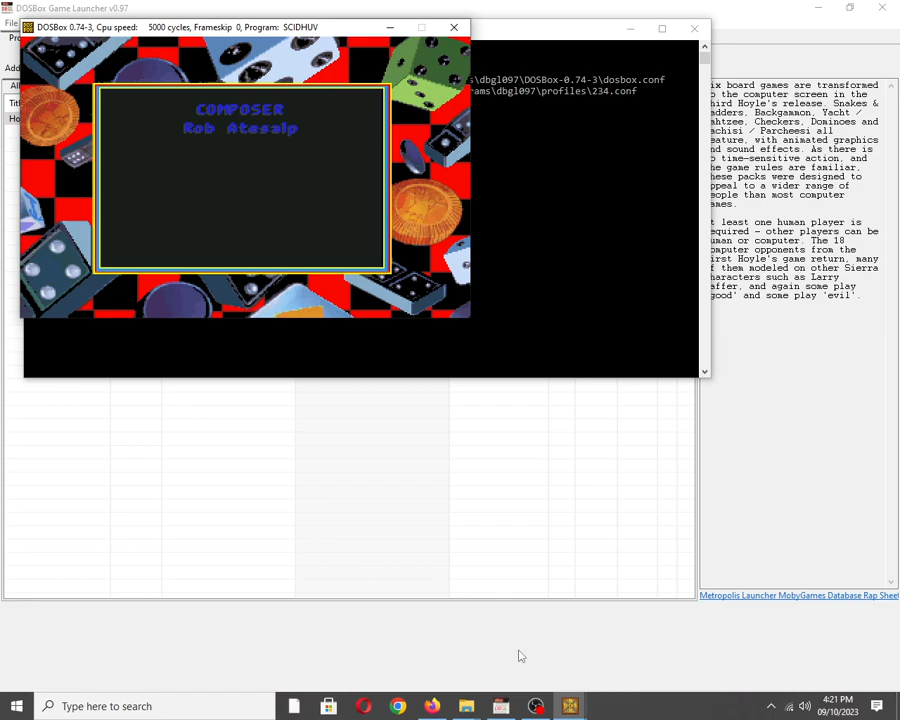 DOSBox Game Launcher v0.97
File
DOSBox 0.74-3, Cpu speed: 5000 cycles, Frameskip 0, Program: SCIDHUV
COMPOSER
Rob Atesalp
s\dbgl097\DOSBox-0.74-3\dosbox.conf
rams\dbgl097\profiles\234.conf
Pro
Add
All
Tit
Ho
ix board games are transformed
the computer screen in the
hird Hoyle's release. Snakes &
adders, Backgammon, Yacht /
ahtzee, Checkers, Dominoes and
achisi / Parcheesi all
eature, with animated graphics
nd sound effects. As there is
o time-sensitive action, and
he game rules are familiar,
hese packs were designed to
ppeal to a wider range of
eople than most computer
ames.
t least one human player is
equired – other players can be
uman or computer. The 18
omputer opponents from the
irst Hoyle's game return, many
f them modeled on other Sierra
haracters such as Larry
affer, and again some play
good' and some play 'evil'.
Metropolis Launcher MobyGames Database Rap Sheet
Type here to search
4:21 PM
09/10/2023